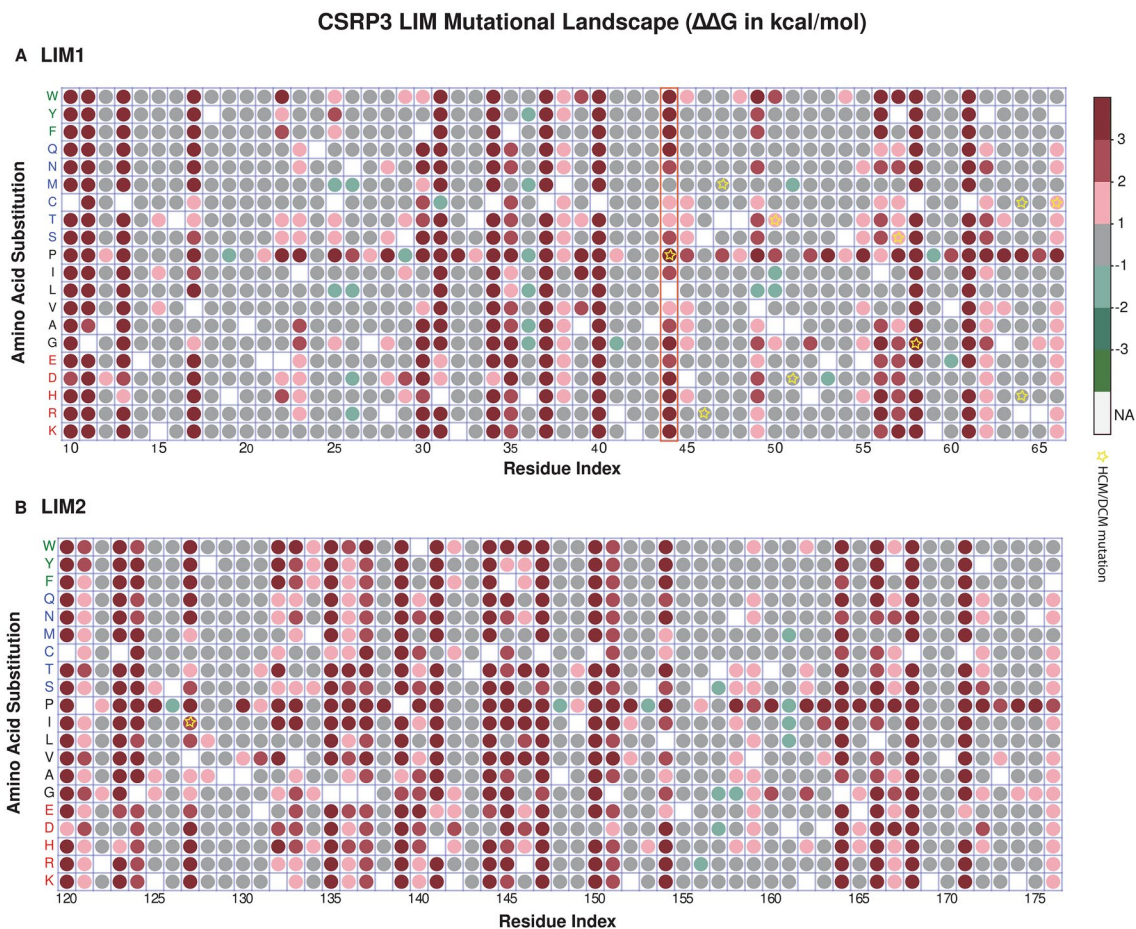 CSRP3 LIM Mutational Landscape (ΔΔG in kcal/mol)
A LIM1
Amino Acid Substitution
W
Y
F
Q
N
M
C
T
S
P
I
L
V
A
G
E
D
H
R
K
10 15 20 25 30 35 40 45 50 55 60 65
Residue Index
3
2
1
-1
-2
-3
NA
HCM/DCM mutation
B LIM2
Amino Acid Substitution
W
Y
F
Q
N
M
C
T
S
P
I
L
V
A
G
E
D
H
R
K
120 125 130 135 140 145 150 155 160 165 170 175
Residue Index